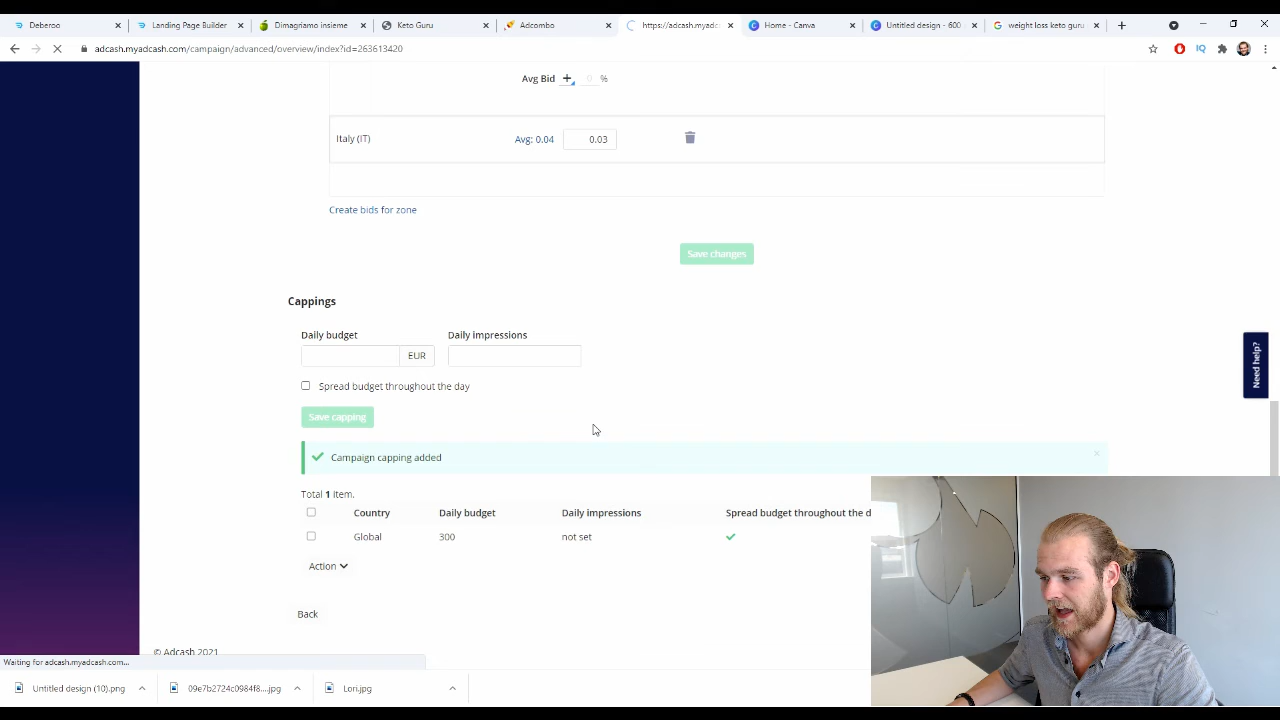 Deberoo
Landing Page Builder
Dimagriamo insieme
Keto Guru
Adcombo
https://adcash.myadc
Home - Canva
Untitled design - 600
weight loss keto guru
adcash.myadcash.com/campaign/advanced/overview/index?id=263613420
IQ
Avg Bid 0 %
Italy (IT) Avg: 0.04 0.03
Create bids for zone
Save changes
Cappings
Daily budget Daily impressions
EUR
Spread budget throughout the day
Save capping
Campaign capping added
Total 1 item.
Country Daily budget Daily impressions Spread budget throughout the d
Global 300 not set
Action
Back
© Adcash 2021
Need help?
Waiting for adcash.myadcash.com...
Untitled design (10).png
09e7b2724c0984f8....jpg
Lori.jpg